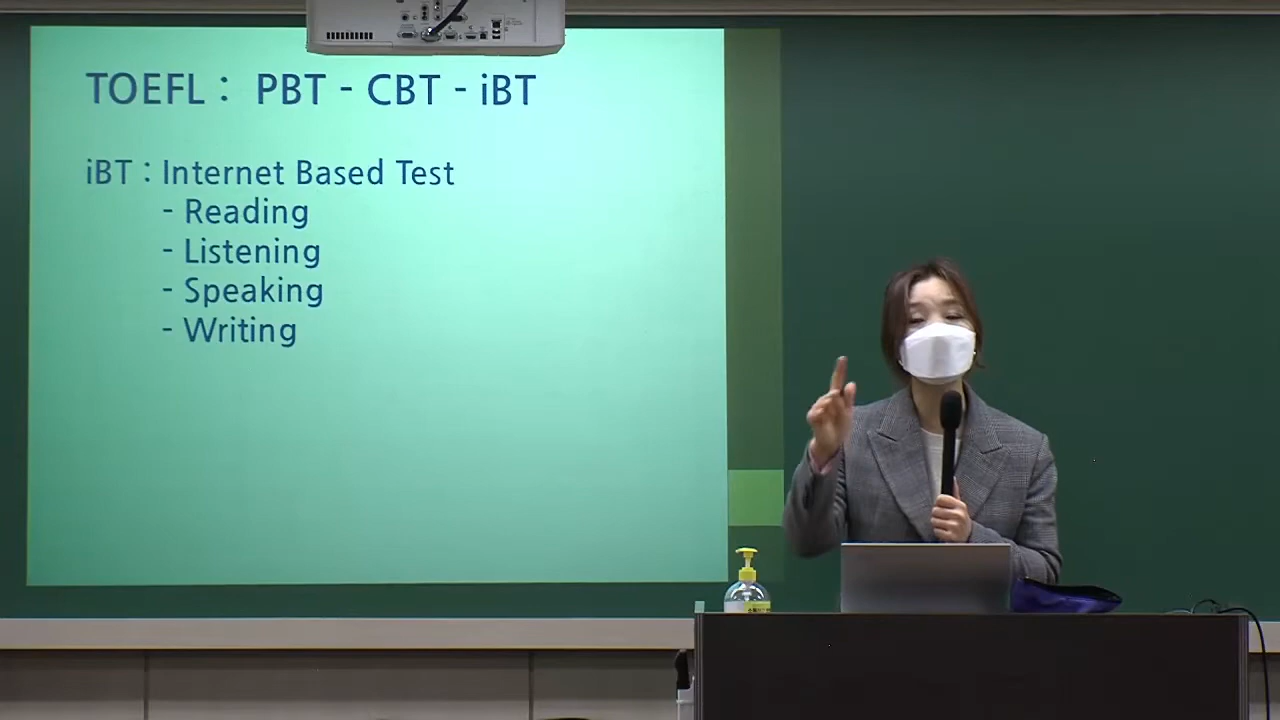 TOEFL : PBT - CBT - iBT
iBT : Internet Based Test
- Reading
- Listening
- Speaking
- Writing